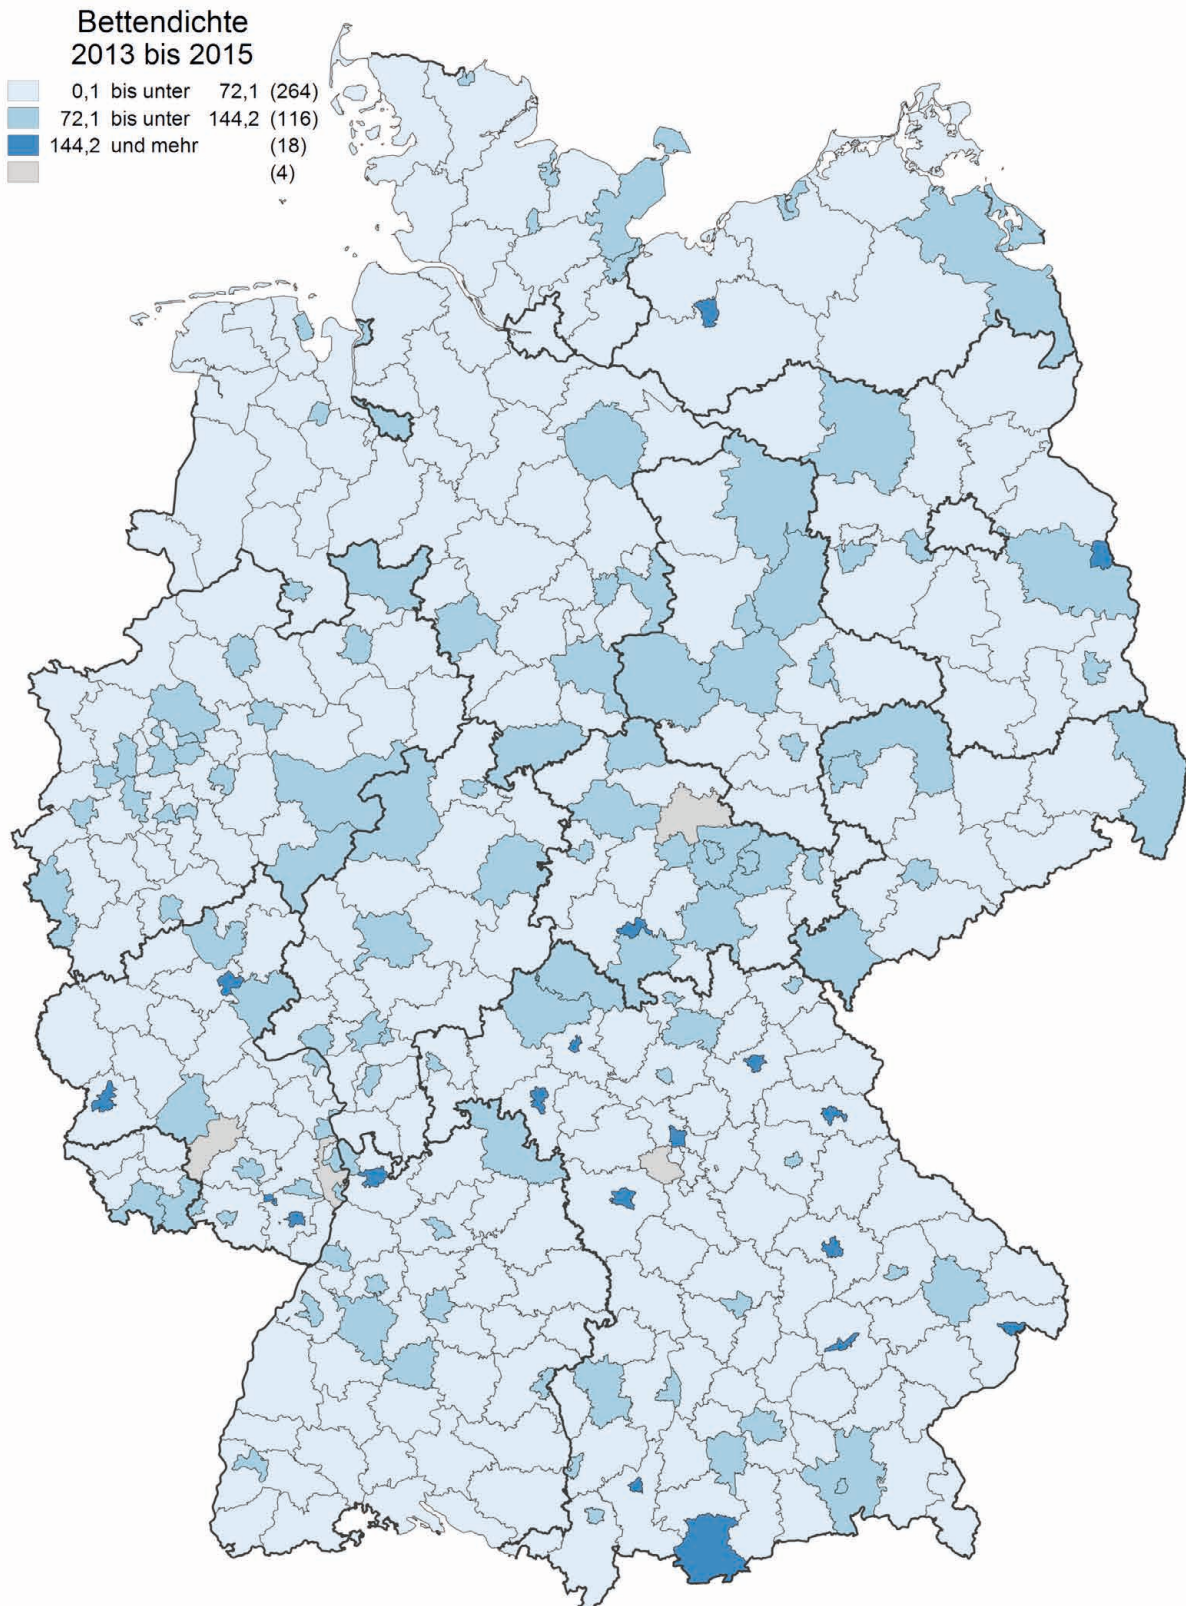 Bettendichte
2013 bis 2015
0,1 bis unter 72,1 (264)
72,1 bis unter 144,2 (116)
144,2 und mehr (18)
(4)